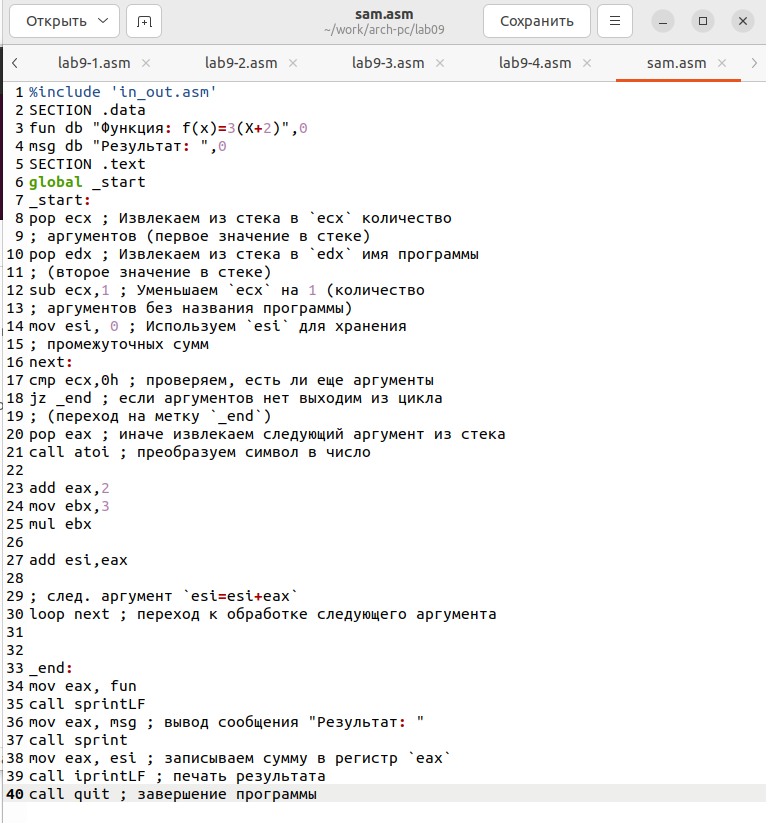 Открыть
sam.asm
~/work/arch-pc/lab09
Сохранить
lab9-1.asm
lab9-2.asm
lab9-3.asm
lab9-4.asm
sam.asm
1 %include 'in_out.asm'
2 SECTION .data
3 fun db "Функция: f(x)=3(X+2)",0
4 msg db "Результат: ",0
5 SECTION .text
6 global _start
7 _start:
8 pop ecx ; Извлекаем из стека в `ecx` количество
9 ; аргументов (первое значение в стеке)
10 pop edx ; Извлекаем из стека в `edx` имя программы
11 ; (второе значение в стеке)
12 sub ecx,1 ; Уменьшаем `ecx` на 1 (количество
13 ; аргументов без названия программы)
14 mov esi, 0 ; Используем `esi` для хранения
15 ; промежуточных сумм
16 next:
17 cmp ecx,0h ; проверяем, есть ли еще аргументы
18 jz _end ; если аргументов нет выходим из цикла
19 ; (переход на метку `_end`)
20 pop eax ; иначе извлекаем следующий аргумент из стека
21 call atoi ; преобразуем символ в число
22
23 add eax,2
24 mov ebx,3
25 mul ebx
26
27 add esi,eax
28
29 ; след. аргумент `esi=esi+eax`
30 loop next ; переход к обработке следующего аргумента
31
32
33 _end:
34 mov eax, fun
35 call sprintLF
36 mov eax, msg ; вывод сообщения "Результат: "
37 call sprint
38 mov eax, esi ; записываем сумму в регистр `eax`
39 call iprintLF ; печать результата
40 call quit ; завершение программы